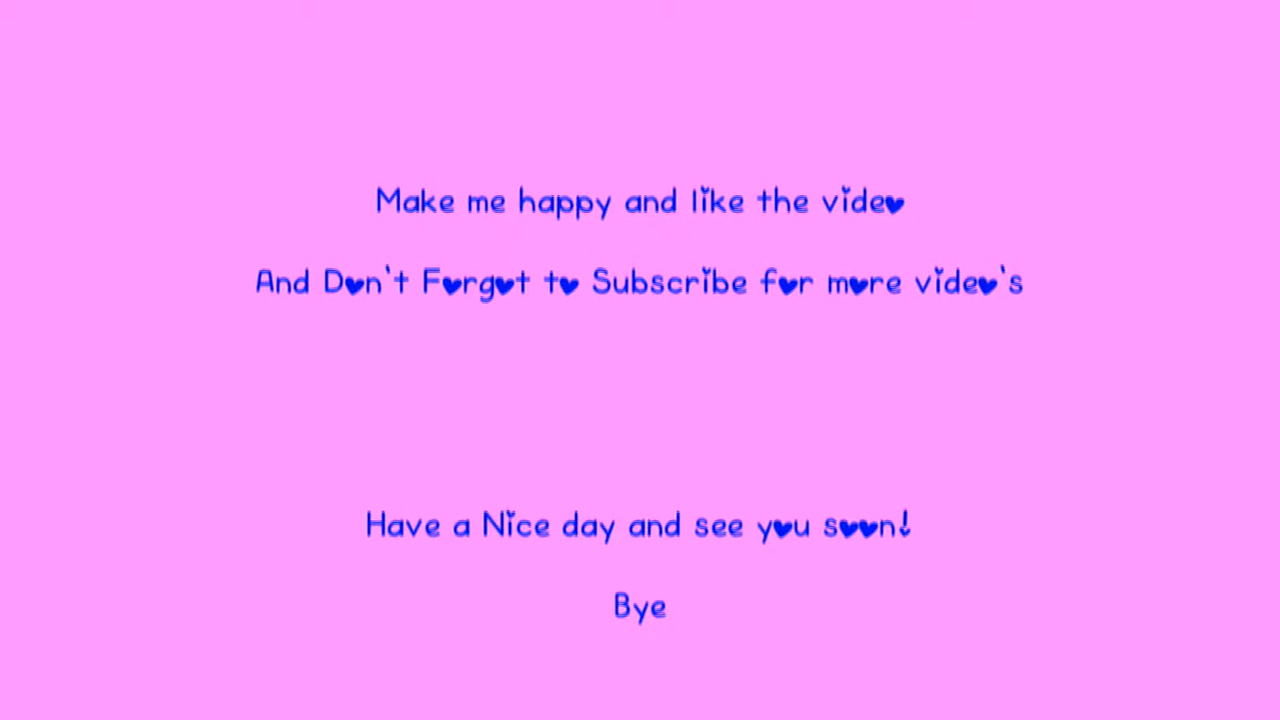 Make me happy and like the video
And Don't Forgot to Subscribe for more video's
Have a Nice day and see you soon!
Bye